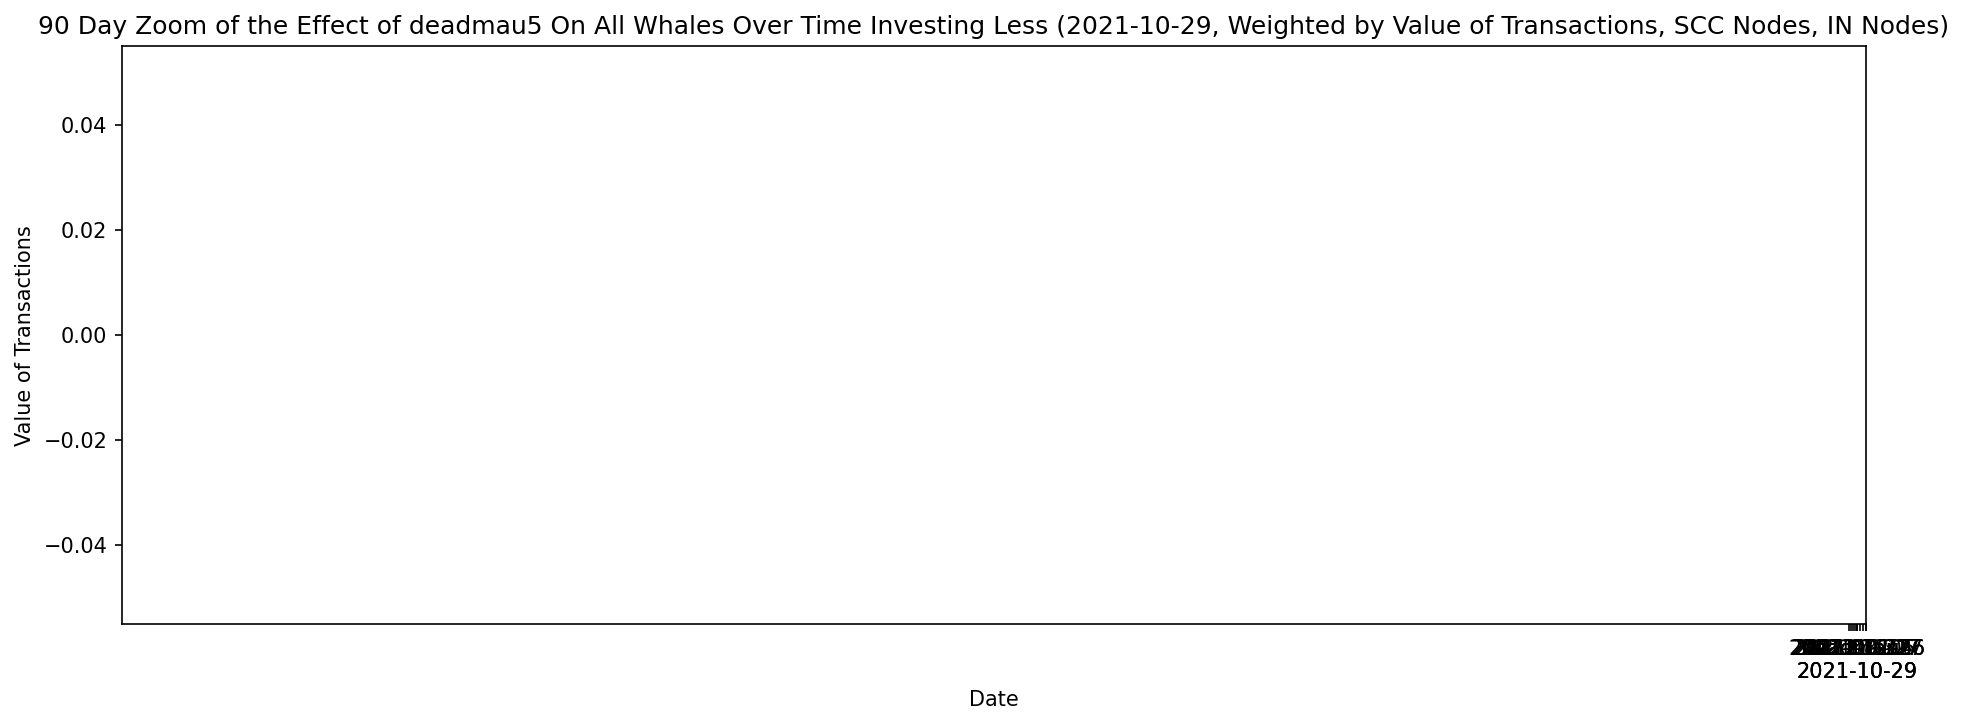 90 Day Zoom of the Effect of deadmau5 On All Whales Over Time Investing Less (2021-10-29, Weighted by Value of Transactions, SCC Nodes, IN Nodes)
0.04
0.02
0.00
−0.02
−0.04
Value of Transactions
2021-10-29
Date